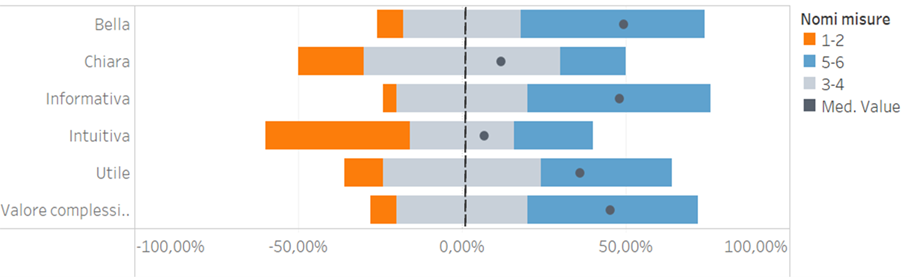 Nomi misure
1-2
5-6
3-4
Med. Value
Bella
Chiara
Informativa
Intuitiva
Utile
Valore complessi..
-100,00% -50,00% 0,00% 50,00% 100,00%